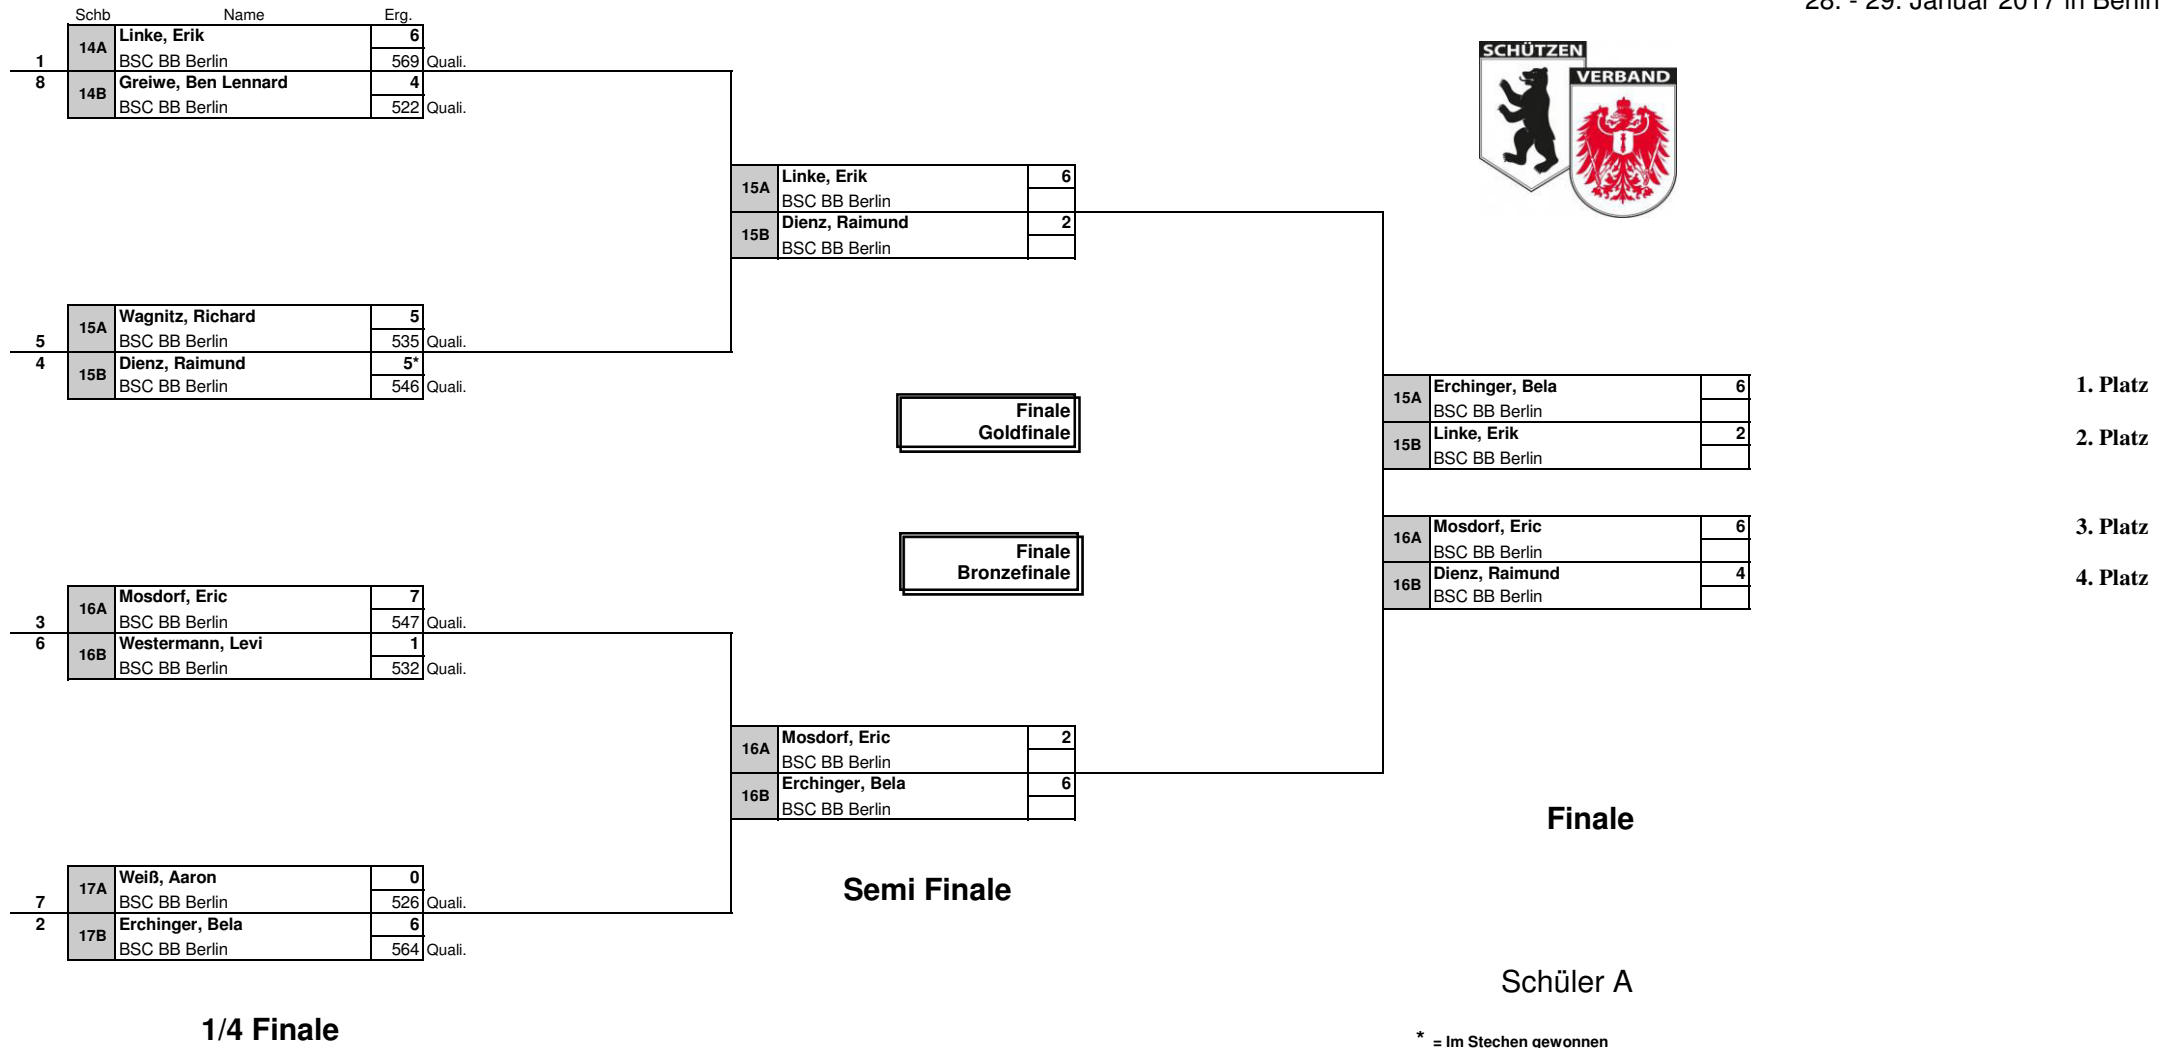 28. - 29. Januar 2017 in Berlin
SCHÜTZEN
VERBAND
Schb Name Erg.
14A Linke, Erik 6
1 BSC BB Berlin 569 Quali.
8 14B Greiwe, Ben Lennard 4
BSC BB Berlin 522 Quali.
15A Linke, Erik 6
BSC BB Berlin
15B Dienz, Raimund 2
BSC BB Berlin
15A Wagnitz, Richard 5
5 BSC BB Berlin 535 Quali.
4 15B Dienz, Raimund 5*
BSC BB Berlin 546 Quali.
Finale
Goldfinale
15A Erchinger, Bela 6 1. Platz
BSC BB Berlin
15B Linke, Erik 2 2. Platz
BSC BB Berlin
Finale
Bronzefinale
16A Mosdorf, Eric 6 3. Platz
BSC BB Berlin
16B Dienz, Raimund 4 4. Platz
BSC BB Berlin
16A Mosdorf, Eric 7
3 BSC BB Berlin 547 Quali.
6 16B Westermann, Levi 1
BSC BB Berlin 532 Quali.
16A Mosdorf, Eric 2
BSC BB Berlin
16B Erchinger, Bela 6
BSC BB Berlin
Finale
17A Weiß, Aaron 0
7 BSC BB Berlin 526 Quali.
2 17B Erchinger, Bela 6
BSC BB Berlin 564 Quali.
Semi Finale
Schüler A
1/4 Finale
* = Im Stechen gewonnen